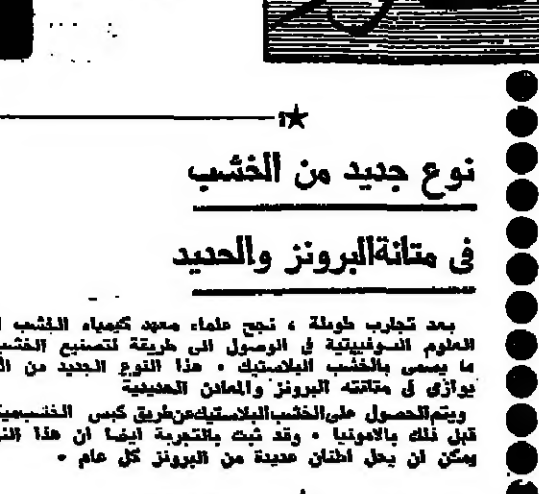 نوع جديد من الخشب
فى متانة البرونز والحديد
بعد تجارب طويلة ، نجح علماء معهد كيمياء الخشب
العلوم السوفييتية فى الوصول الى طريقة لتصنيع الخشب
ما يسمى بالخشب البلاستيك • هذا النوع الجديد من
يوازى فى متانته البرونز والمعادن الحديدية
ويتم الحصول على الخشب البلاستيك عن طريق كبس
قبل ذلك بالامونيا • وقد ثبت بالتجربة ايضا ان هذا
يمكن ان يحل اطنان عديدة من البرونز كل عام •